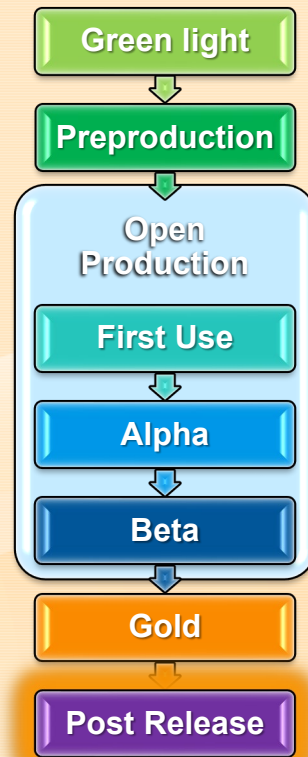 Green light
Preproduction
Open
Production
First Use
Alpha
Beta
Gold
Post Release